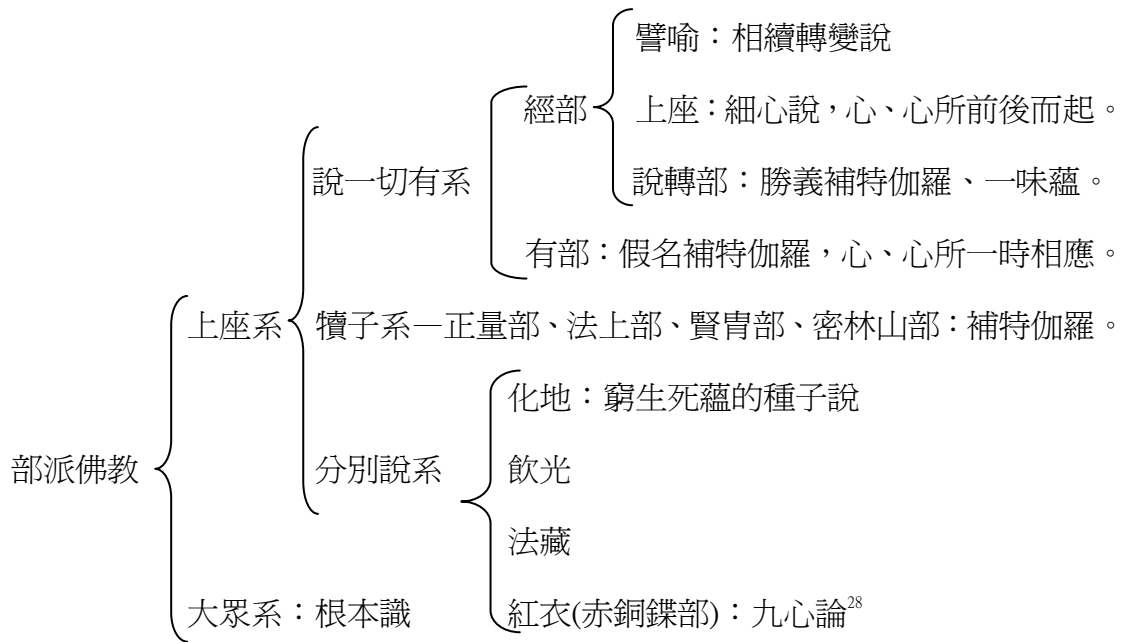 譬喻：相續轉變說
經部
上座：細心說，心、心所前後而起。
說一切有系
說轉部：勝義補特伽羅、一味蘊。
有部：假名補特伽羅，心、心所一時相應。
上座系
犢子系—正量部、法上部、賢冑部、密林山部：補特伽羅。
化地：窮生死蘊的種子說
部派佛教
分別說系
飲光
法藏
大眾系：根本識
紅衣(赤銅鍱部)：九心論28